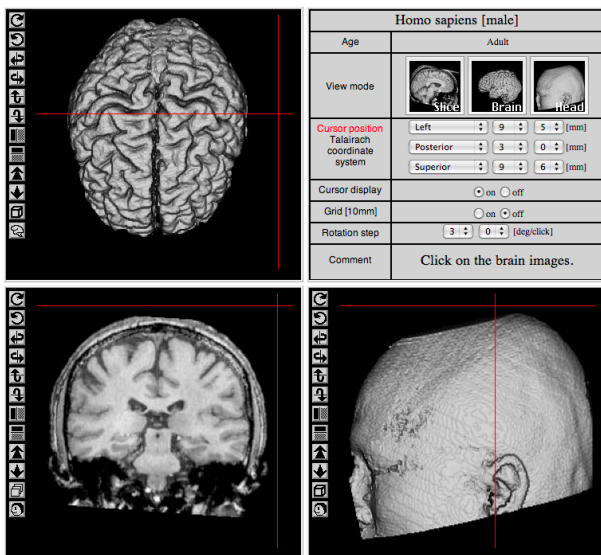 Homo sapiens [male]
Age Adult
View mode Slice Brain Head
Cursor position
Talairach
coordinate
system
Left 9 5 [mm]
Posterior 3 0 [mm]
Superior 9 6 [mm]
Cursor display on off
Grid [10mm] on off
Rotation step 3 0 [deg/click]
Comment Click on the brain images.